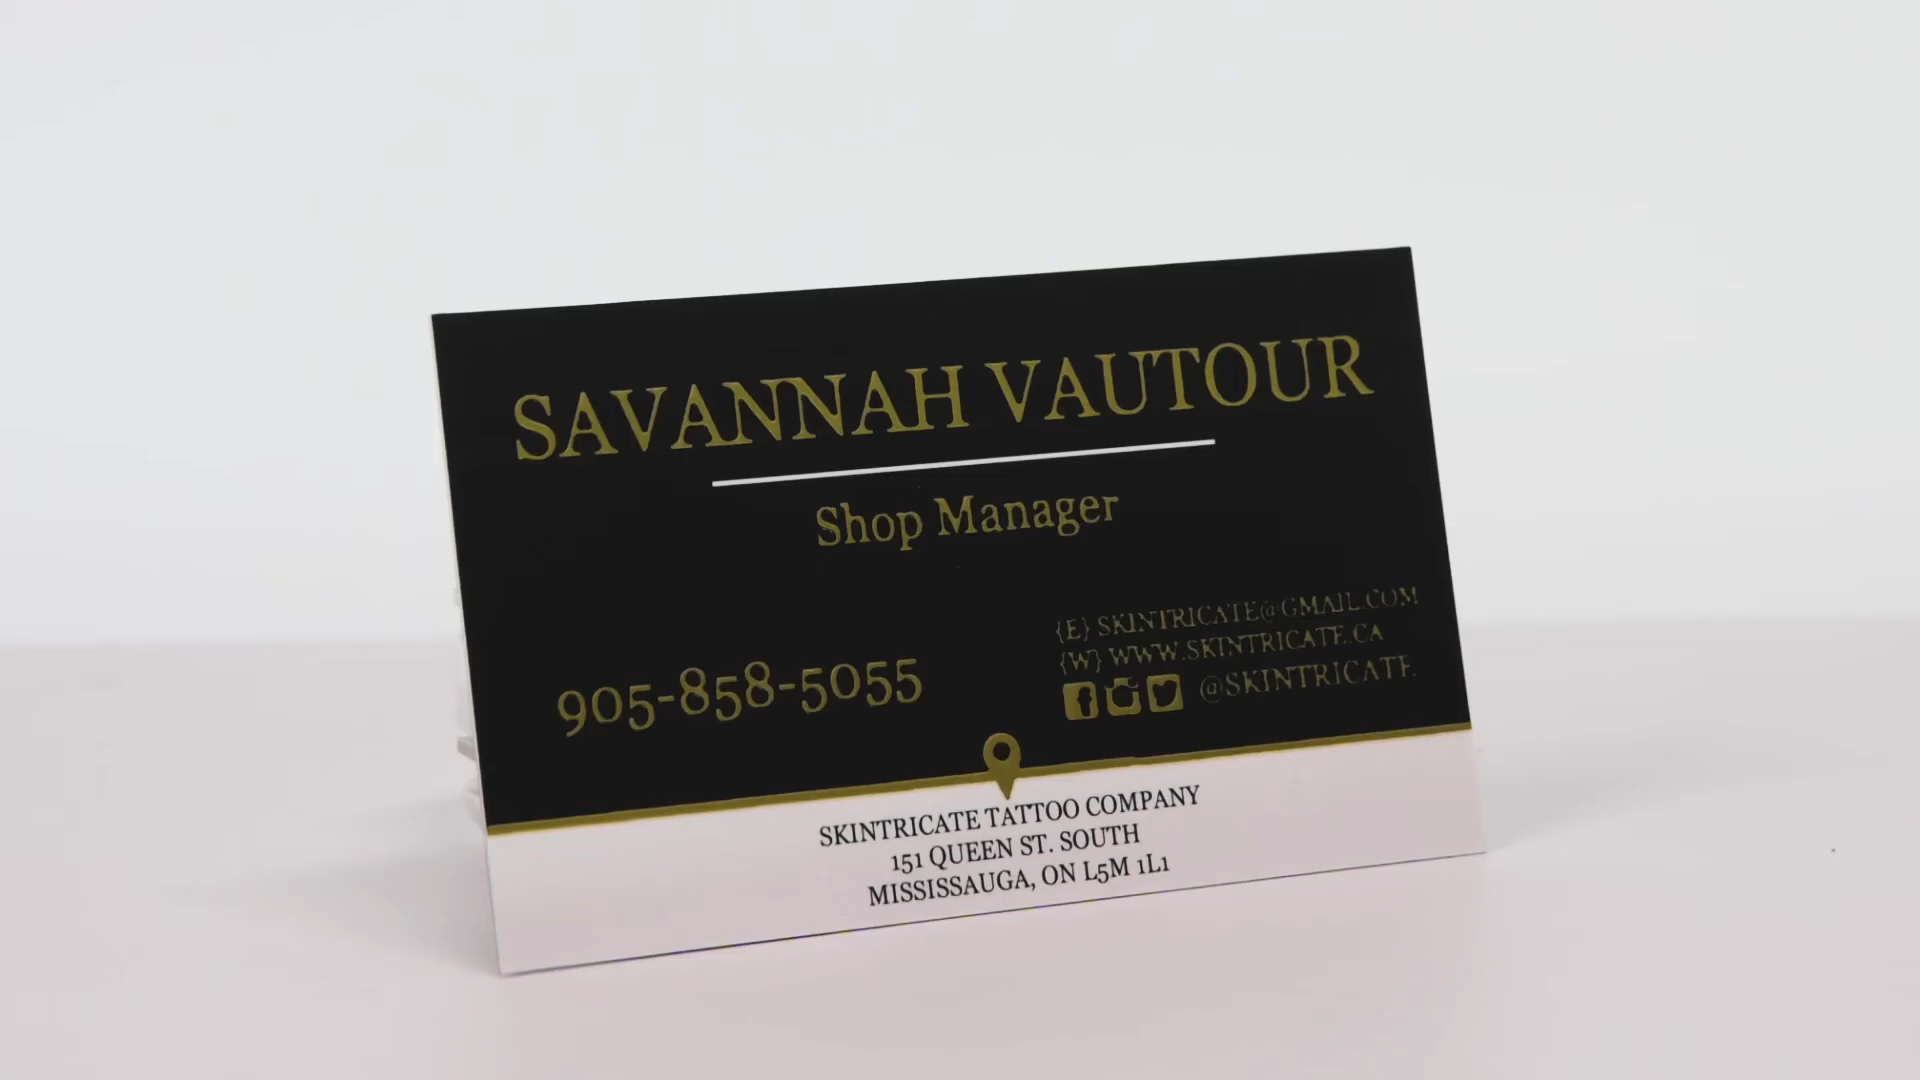 SAVANNAH VAUTOUR
Shop Manager
905-858-5055
{E} SKINTRICATE@GMAIL.COM
{W} WWW.SKINTRICATE.CA
@SKINTRICATE
SKINTRICATE TATTOO COMPANY
151 QUEEN ST. SOUTH
MISSISSAUGA, ON L5M 1L1